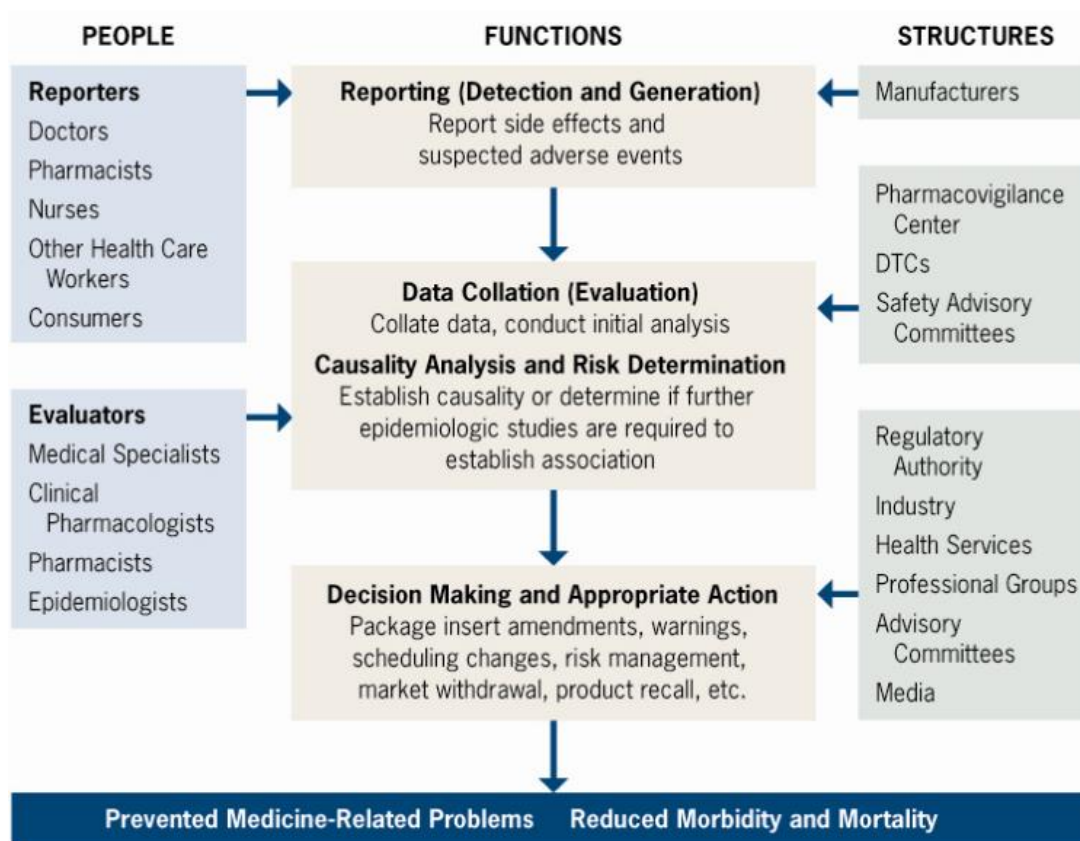 PEOPLE
FUNCTIONS
STRUCTURES
Reporters
Doctors
Pharmacists
Nurses
Other Health Care
Workers
Consumers
Evaluators
Medical Specialists
Clinical
Pharmacologists
Pharmacists
Epidemiologists
Reporting (Detection and Generation)
Report side effects and
suspected adverse events
Data Collation (Evaluation)
Collate data, conduct initial analysis
Causality Analysis and Risk Determination
Establish causality or determine if further
epidemiologic studies are required to
establish association
Decision Making and Appropriate Action
Package insert amendments, warnings,
scheduling changes, risk management,
market withdrawal, product recall, etc.
Manufacturers
Pharmacovigilance
Center
DTCs
Safety Advisory
Committees
Regulatory
Authority
Industry
Health Services
Professional Groups
Advisory
Committees
Media
Prevented Medicine-Related Problems Reduced Morbidity and Mortality